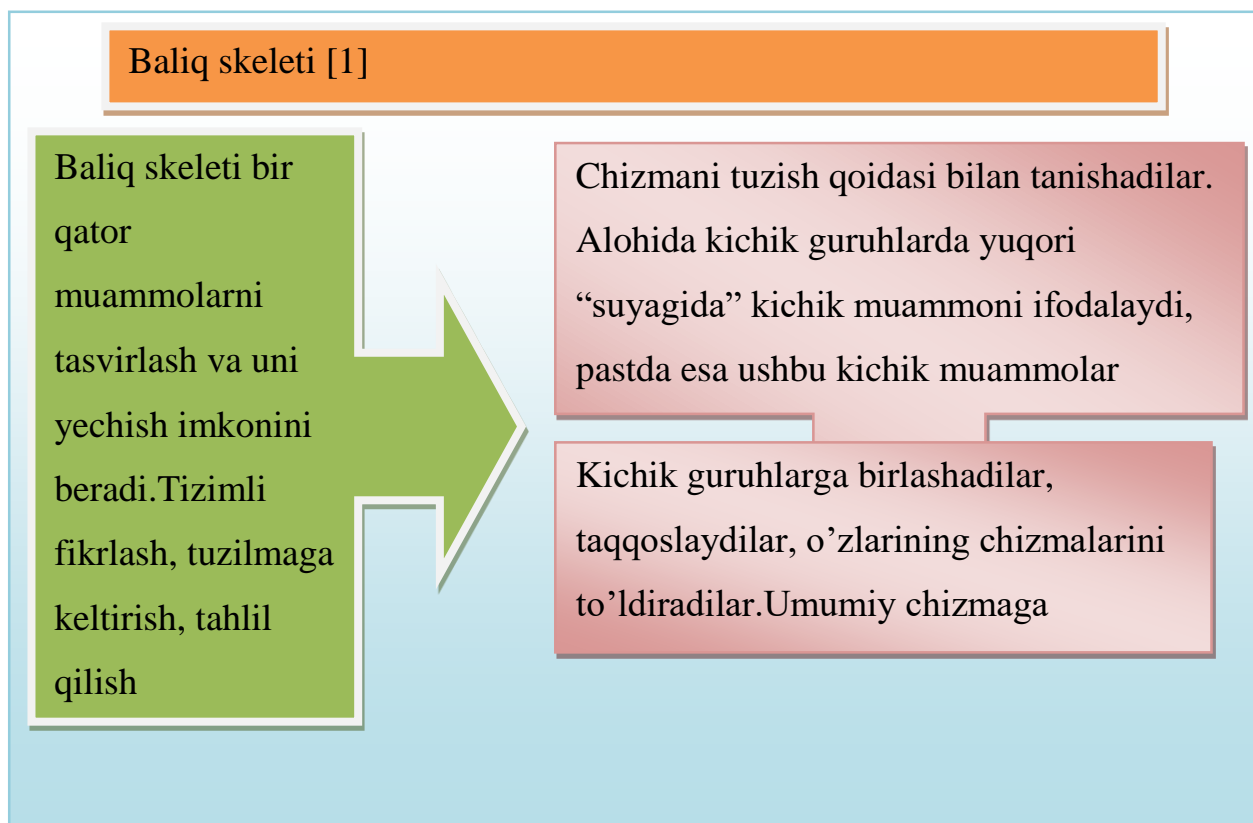 Baliq skeleti [1]
Baliq skeleti bir
qator
muammolarni
tasvirlash va uni
yechish imkonini
beradi.Tizimli
fikrlash, tuzilmaga
keltirish, tahlil
qilish
Chizmani tuzish qoidasi bilan tanishadilar.
Alohida kichik guruhlarda yuqori
“suyagida” kichik muammoni ifodalaydi,
pastda esa ushbu kichik muammolar
Kichik guruhlarga birlashadilar,
taqqoslaydilar, o’zlarining chizmalarini
to’ldiradilar.Umumiy chizmaga